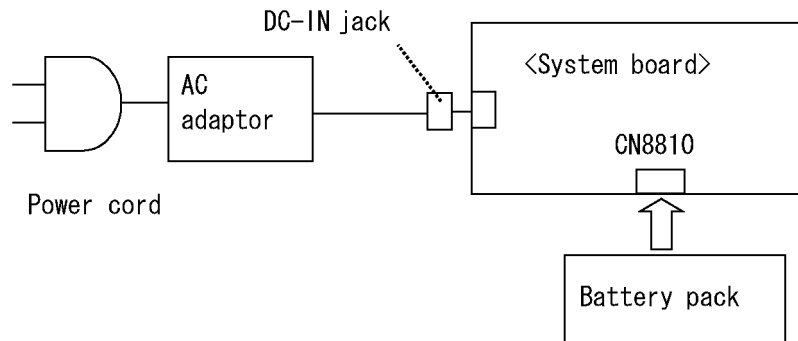 DC-IN jack
<System board>
AC
adaptor
CN8810
Power cord
Battery pack